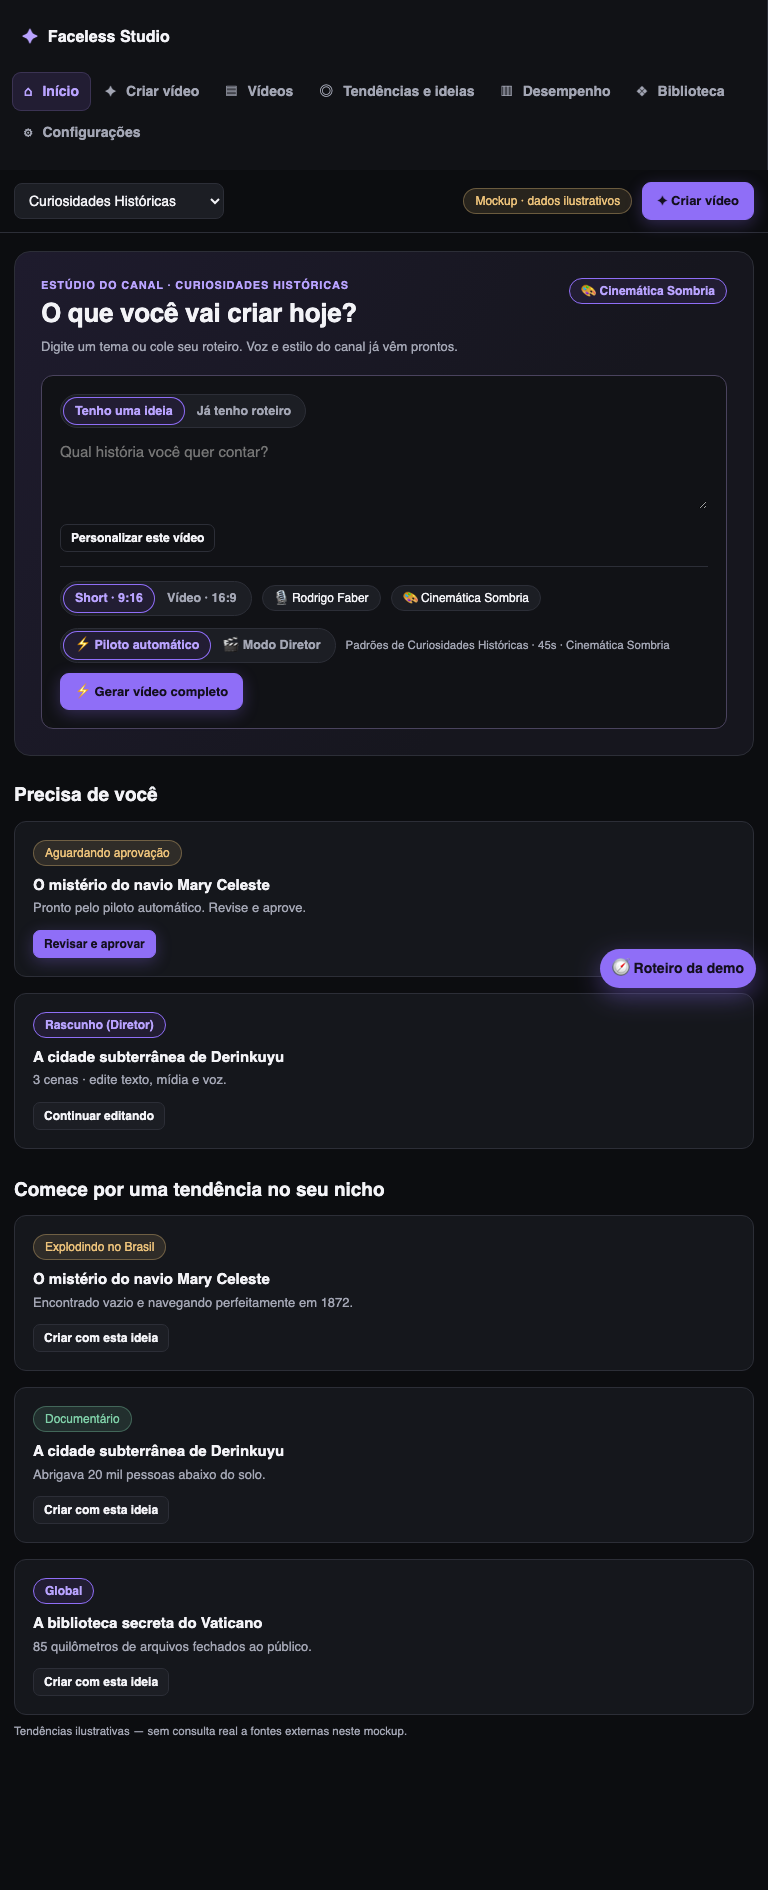 Faceless Studio
Início
Criar vídeo
Vídeos
Tendências e ideias
Desempenho
Biblioteca
Configurações
Curiosidades Históricas
Mockup · dados ilustrativos
✦ Criar vídeo
ESTÚDIO DO CANAL · CURIOSIDADES HISTÓRICAS
🎨 Cinemática Sombria
O que você vai criar hoje?
Digite um tema ou cole seu roteiro. Voz e estilo do canal já vêm prontos.
Tenho uma ideia
Já tenho roteiro
Qual história você quer contar?
Personalizar este vídeo
Short · 9:16
Vídeo · 16:9
🎙️ Rodrigo Faber
🎨 Cinemática Sombria
⚡ Piloto automático
🎬 Modo Diretor
Padrões de Curiosidades Históricas · 45s · Cinemática Sombria
⚡ Gerar vídeo completo
Precisa de você
Aguardando aprovação
O mistério do navio Mary Celeste
Pronto pelo piloto automático. Revise e aprove.
Revisar e aprovar
🧭 Roteiro da demo
Rascunho (Diretor)
A cidade subterrânea de Derinkuyu
3 cenas · edite texto, mídia e voz.
Continuar editando
Comece por uma tendência no seu nicho
Explodindo no Brasil
O mistério do navio Mary Celeste
Encontrado vazio e navegando perfeitamente em 1872.
Criar com esta ideia
Documentário
A cidade subterrânea de Derinkuyu
Abrigava 20 mil pessoas abaixo do solo.
Criar com esta ideia
Global
A biblioteca secreta do Vaticano
85 quilômetros de arquivos fechados ao público.
Criar com esta ideia
Tendências ilustrativas — sem consulta real a fontes externas neste mockup.